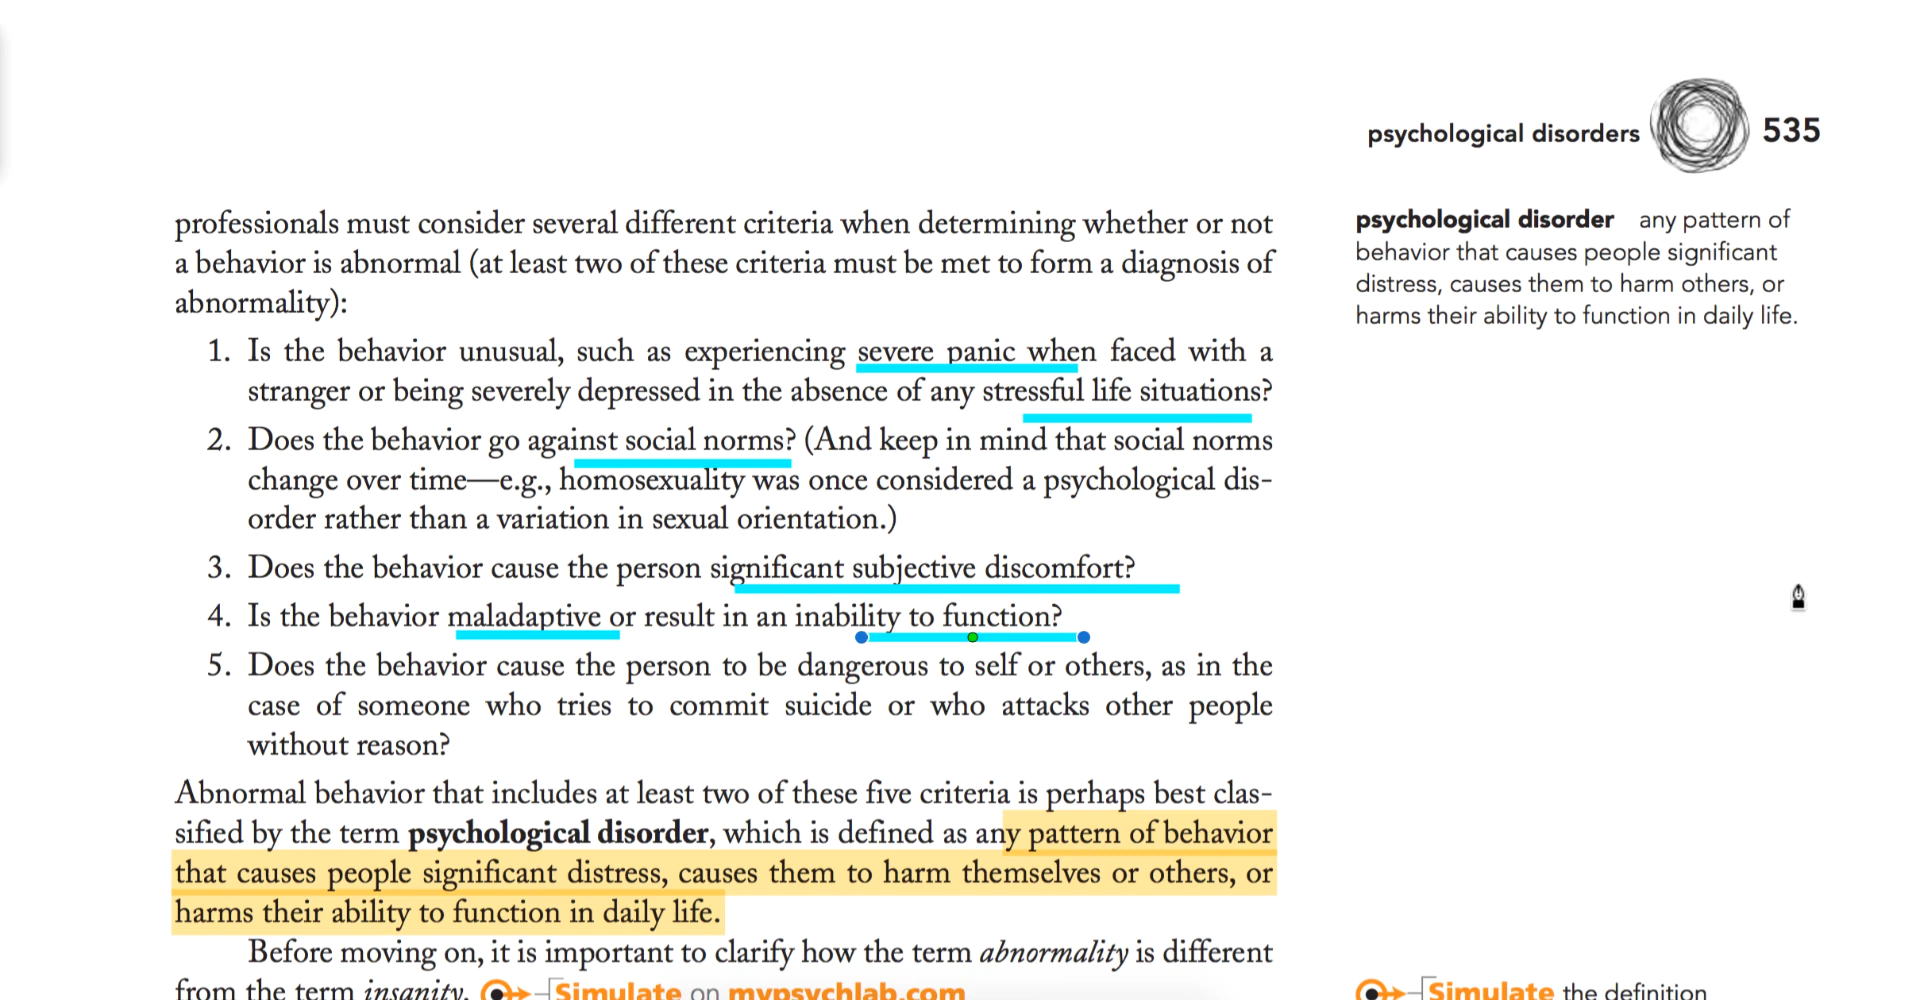 psychological disorders 535
professionals must consider several different criteria when determining whether or not
a behavior is abnormal (at least two of these criteria must be met to form a diagnosis of
abnormality):
1. Is the behavior unusual, such as experiencing severe panic when faced with a
stranger or being severely depressed in the absence of any stressful life situations?
2. Does the behavior go against social norms? (And keep in mind that social norms
change over time—e.g., homosexuality was once considered a psychological dis-
order rather than a variation in sexual orientation.)
3. Does the behavior cause the person significant subjective discomfort?
4. Is the behavior maladaptive or result in an inability to function?
5. Does the behavior cause the person to be dangerous to self or others, as in the
case of someone who tries to commit suicide or who attacks other people
without reason?
Abnormal behavior that includes at least two of these five criteria is perhaps best clas-
sified by the term psychological disorder, which is defined as any pattern of behavior
that causes people significant distress, causes them to harm themselves or others, or
harms their ability to function in daily life.
Before moving on, it is important to clarify how the term abnormality is different
from the term insanity. Simulate on mypsychlab.com
psychological disorder any pattern of
behavior that causes people significant
distress, causes them to harm others, or
harms their ability to function in daily life.
Simulate the definition